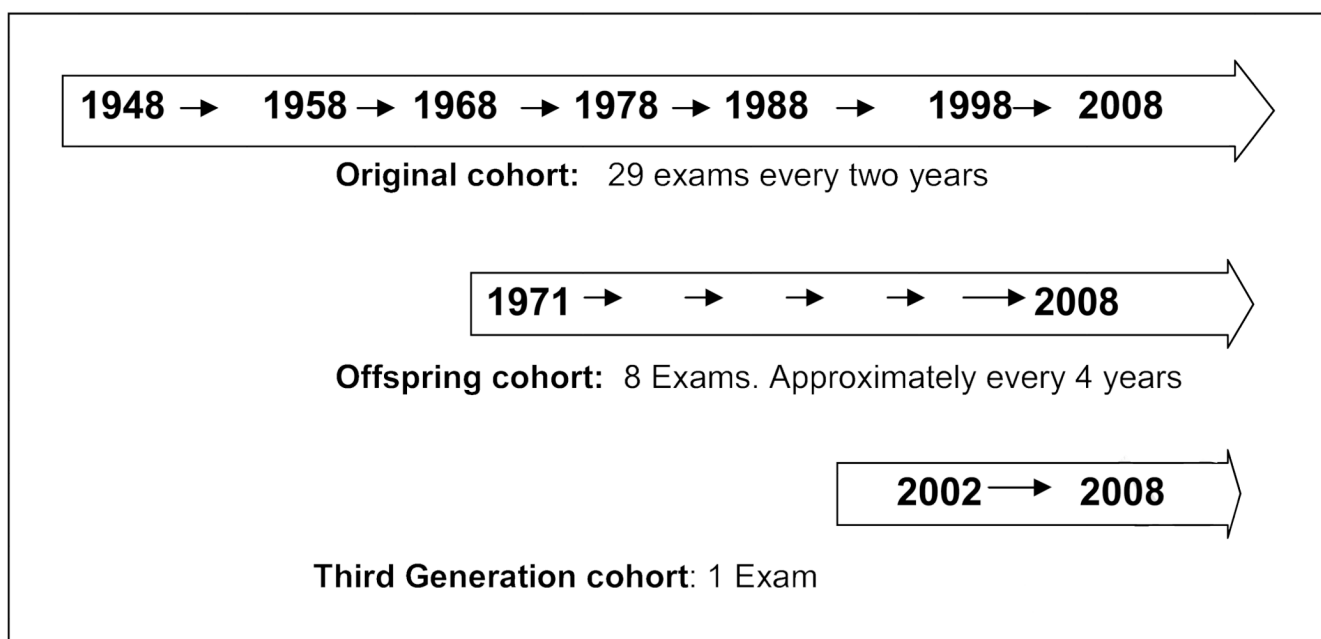 1948 → 1958 → 1968 → 1978 → 1988 → 1998 → 2008
Original cohort: 29 exams every two years
1971 → → → → → 2008
Offspring cohort: 8 Exams. Approximately every 4 years
2002 → 2008
Third Generation cohort: 1 Exam